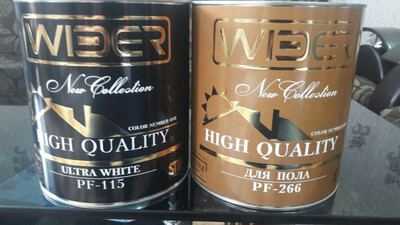 WIDER
New Collection
COLOR NUMBER ONE
HIGH QUALITY
ULTRA WHITE
PF-115
WIDER
New Collection
COLOR NUMBER
HIGH QUALITY
ДЛЯ ПОЛА
PF-266